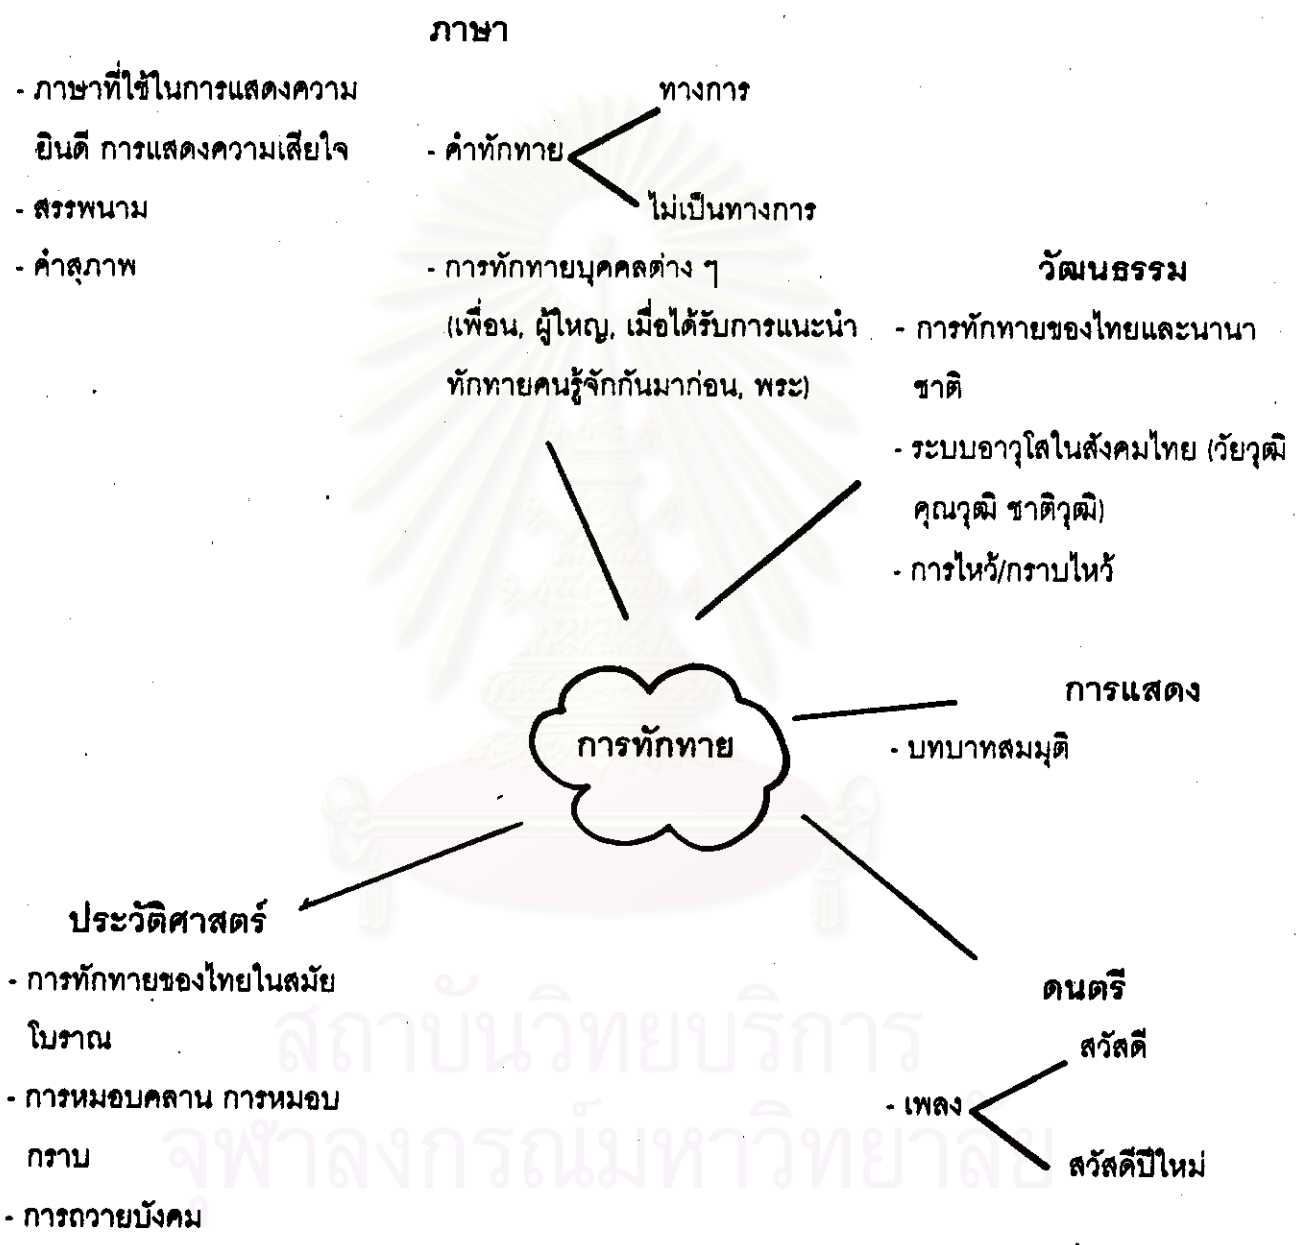 ภาษา
- ภาษาที่ใช้ในการแสดงความ
ยินดี การแสดงความเสียใจ
- สรรพนาม
- คำสุภาพ
ทางการ
- คำทักทาย
ไม่เป็นทางการ
- การทักทายบุคคลต่าง ๆ
(เพื่อน, ผู้ใหญ่, เมื่อได้รับการแนะนำ
ทักทายคนรู้จักกันมาก่อน, พระ)
วัฒนธรรม
- การทักทายของไทยและนานา
ชาติ
- ระบบอาวุโสในสังคมไทย (วัยวุฒิ
คุณวุฒิ ชาติวุฒิ)
- การไหว้/กราบไหว้
การแสดง
- บทบาทสมมุติ
การทักทาย
ประวัติศาสตร์
- การทักทายของไทยในสมัย
โบราณ
- การหมอบคลาน การหมอบ
กราบ
- การถวายบังคม
ดนตรี
สวัสดี
- เพลง
สวัสดีปีใหม่
สถาบันวิทยบริการ
จุฬาลงกรณ์มหาวิทยาลัย